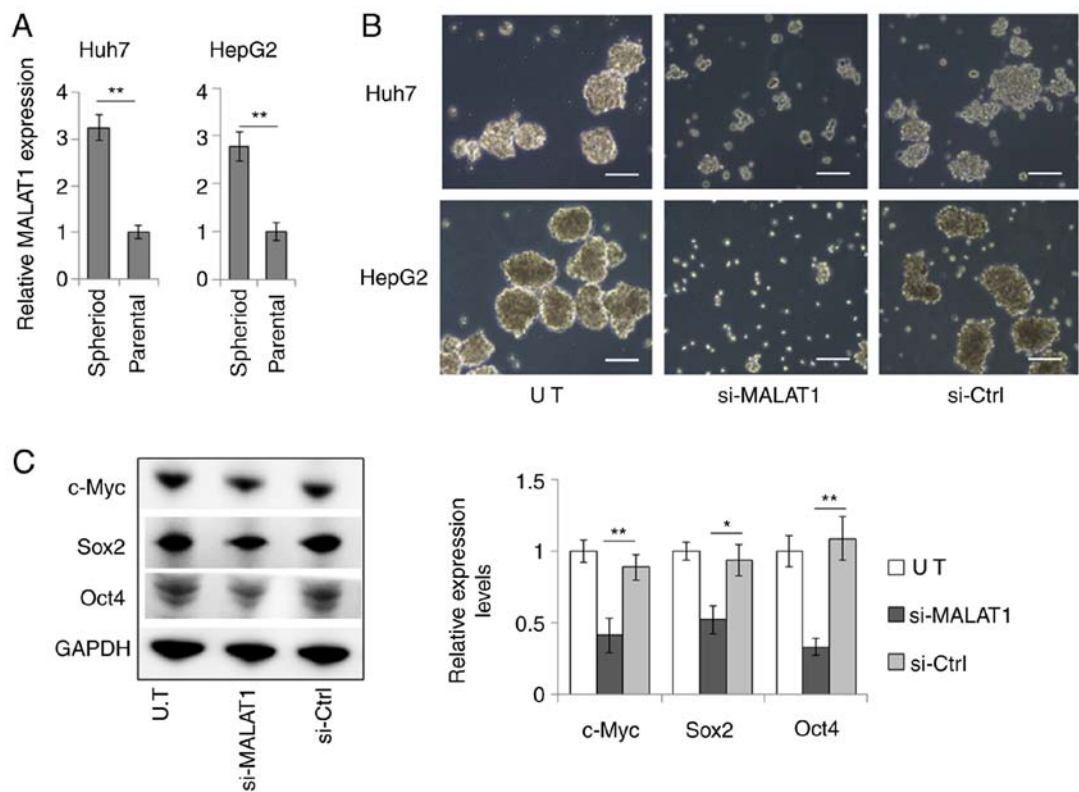 A
Huh7
HepG2
Relative MALAT1 expression
4
3
2
1
0
**
Spheriod
Parental
4
3
2
1
0
**
Spheriod
Parental
B
Huh7
HepG2
U T
si-MALAT1
si-Ctrl
C
c-Myc
Sox2
Oct4
GAPDH
U.T
si-MALAT1
si-Ctrl
Relative expression
levels
1.5
1
0.5
0
**
*
**
c-Myc
Sox2
Oct4
U T
si-MALAT1
si-Ctrl